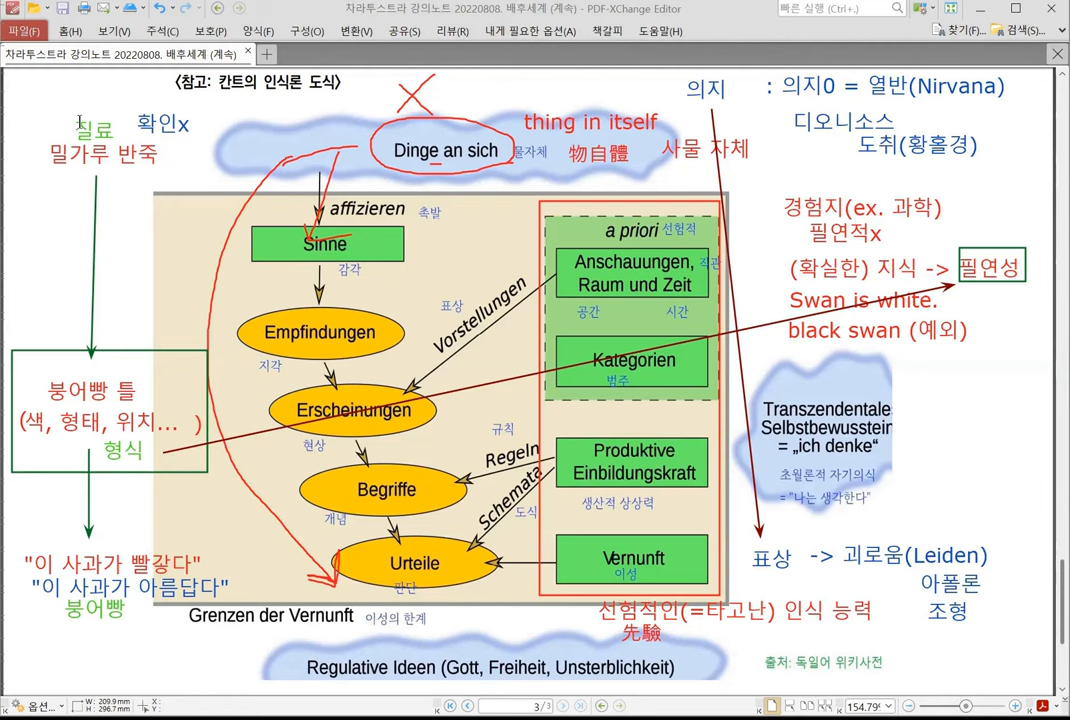 차라투스트라 강의노트 20220808. 배후세계 (계속) - PDF-XChange Editor
빠른 실행 (Ctrl+.)
파일(F) 홈(H) 보기(V) 주석(C) 보호(P) 양식(F) 구성(O) 변환(V) 공유(S) 리뷰(R) 내게 필요한 옵션(A) 책갈피 도움말(H)
찾기(F)... 검색(S)...
차라투스트라 강의노트 20220808. 배후세계 (계속)
<참고: 칸트의 인식론 도식>
의지 : 의지0 = 열반(Nirvana)
질료 확인x
밀가루 반죽
Dinge an sich
물자체
thing in itself
物自體
사물 자체
디오니소스
도취(황홀경)
affizieren 촉발
Sinne
감각
a priori 선험적
Anschauungen, 직관
Raum und Zeit
공간 시간
경험지(ex. 과학)
필연적x
(확실한) 지식 -> 필연성
Swan is white.
black swan (예외)
표상
Vorstellungen
Empfindungen
지각
Kategorien
범주
붕어빵 틀
(색, 형태, 위치... )
형식
Erscheinungen
현상
Transzendentale
Selbstbewusstein
= „ich denke“
초월론적 자기의식
= "나는 생각한다"
규칙
Regeln
Produktive
Einbildungskraft
생산적 상상력
Begriffe
개념
Schemata
도식
Urteile
판단
Vernunft
이성
표상 -> 괴로움(Leiden)
아폴론
조형
"이 사과가 빨갛다"
"이 사과가 아름답다"
붕어빵
Grenzen der Vernunft 이성의 한계
선험적인(=타고난) 인식 능력
先驗
Regulative Ideen (Gott, Freiheit, Unsterblichkeit)
출처: 독일어 위키사전
옵션... W: 209.9mm X:
H: 296.7mm Y:
3/3
154.79%